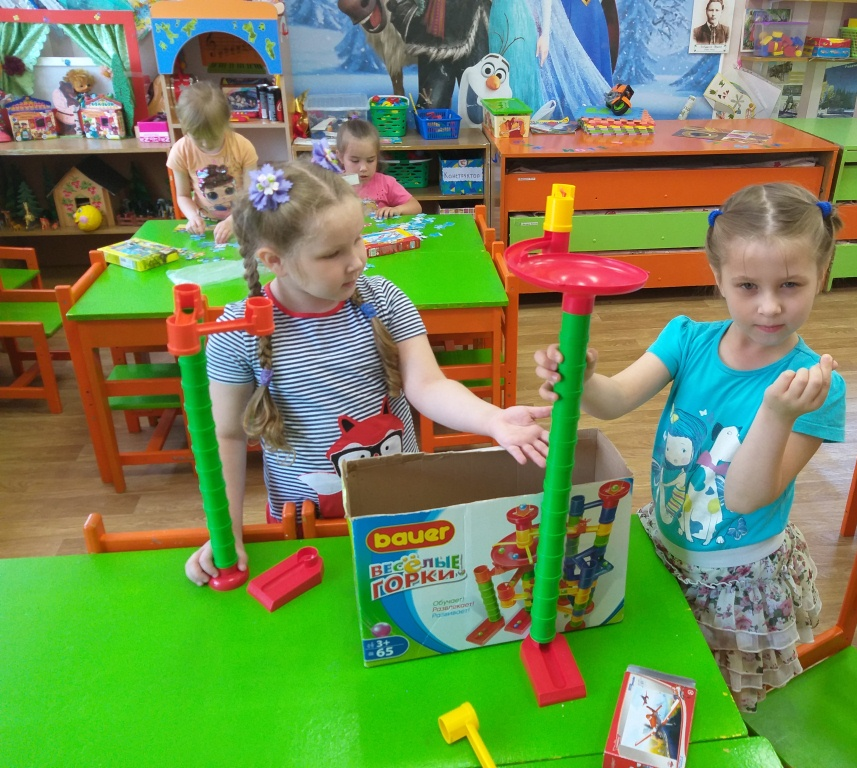 КОНСТРУКТОР
bauer
ВЕСЁЛЫЕ
ГОРКИ
Обучает!
Развлекает!
Развивает!
3+
65